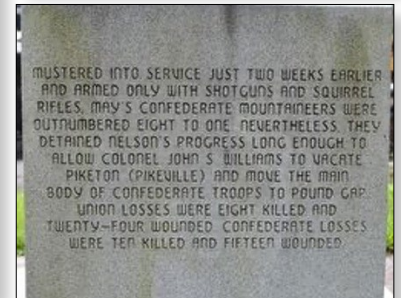 MUSTERED INTO SERVICE JUST TWO WEEKS EARLIER
AND ARMED ONLY WITH SHOTGUNS AND SQUIRREL
RIFLES, MAY'S CONFEDERATE MOUNTAINEERS WERE
OUTNUMBERED EIGHT TO ONE. NEVERTHELESS, THEY
DETAINED NELSON'S PROGRESS LONG ENOUGH TO
ALLOW COLONEL JOHN S. WILLIAMS TO VACATE
PIKETON (PIKEVILLE) AND MOVE THE MAIN
BODY OF CONFEDERATE TROOPS TO POUND GAP.
UNION LOSSES WERE EIGHT KILLED AND
TWENTY-FOUR WOUNDED. CONFEDERATE LOSSES
WERE TEN KILLED AND FIFTEEN WOUNDED.